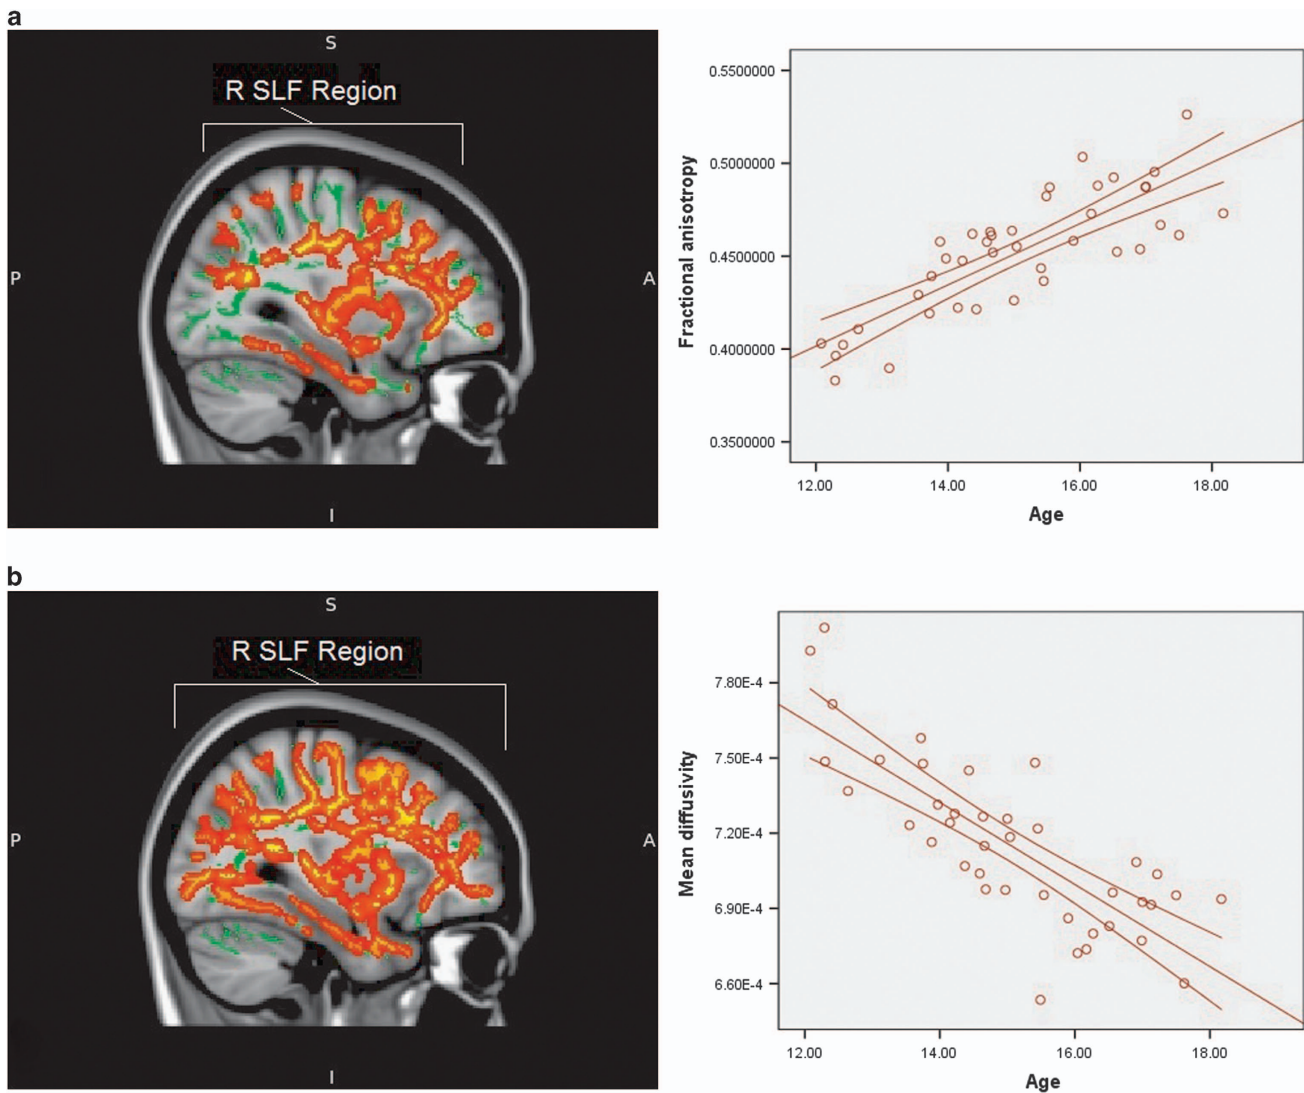 a
S
R SLF Region
P
A
I
0.5500000
0.5000000
0.4500000
0.4000000
0.3500000
Fractional anisotropy
12.00 14.00 16.00 18.00
Age
b
S
R SLF Region
P
A
I
7.80E-4
7.50E-4
7.20E-4
6.90E-4
6.60E-4
Mean diffusivity
12.00 14.00 16.00 18.00
Age